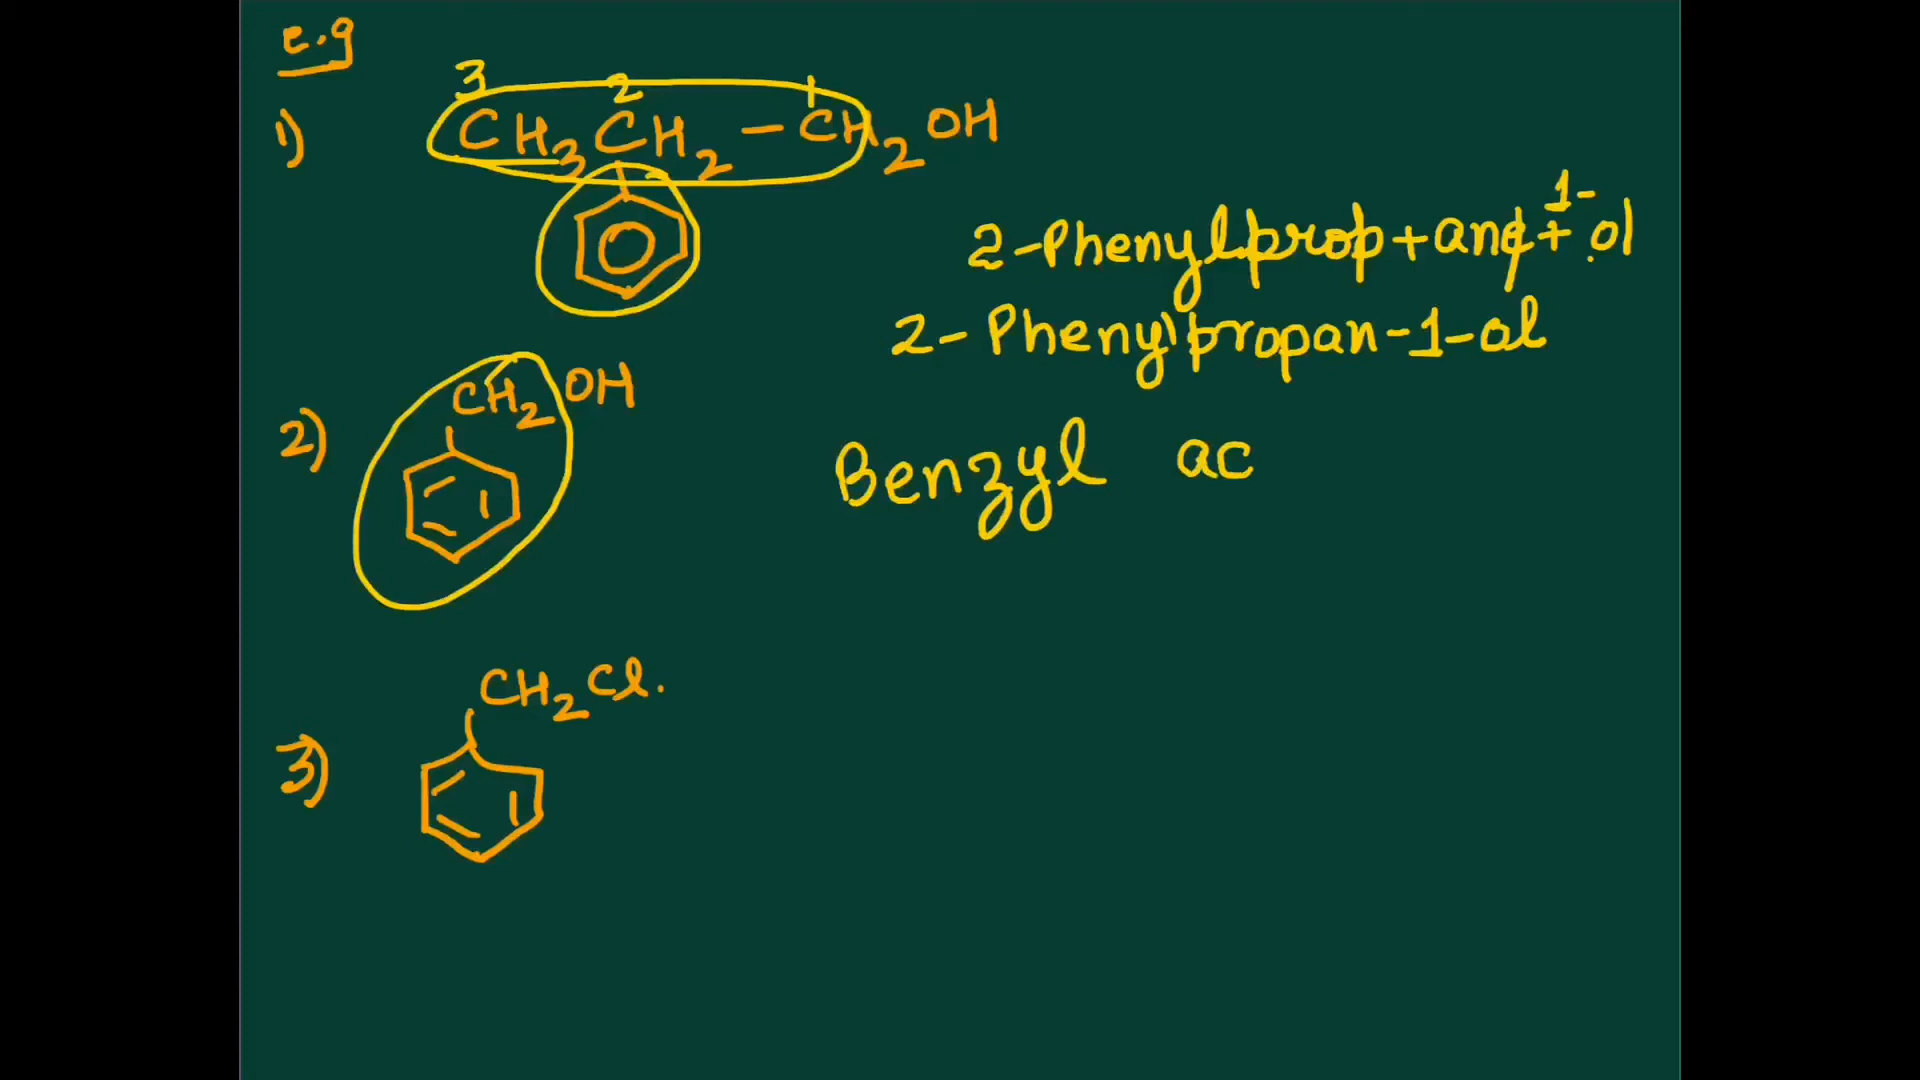 e.g
1) CH3CH2-CH2OH
3 2 1
2-Phenylprop+ane+1-ol
2-Phenylpropan-1-ol
2) CH2OH
Benzyl ac
3) CH2Cl.